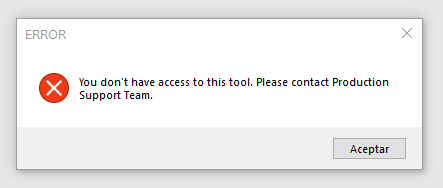 ERROR
You don't have access to this tool. Please contact Production
Support Team.
Aceptar